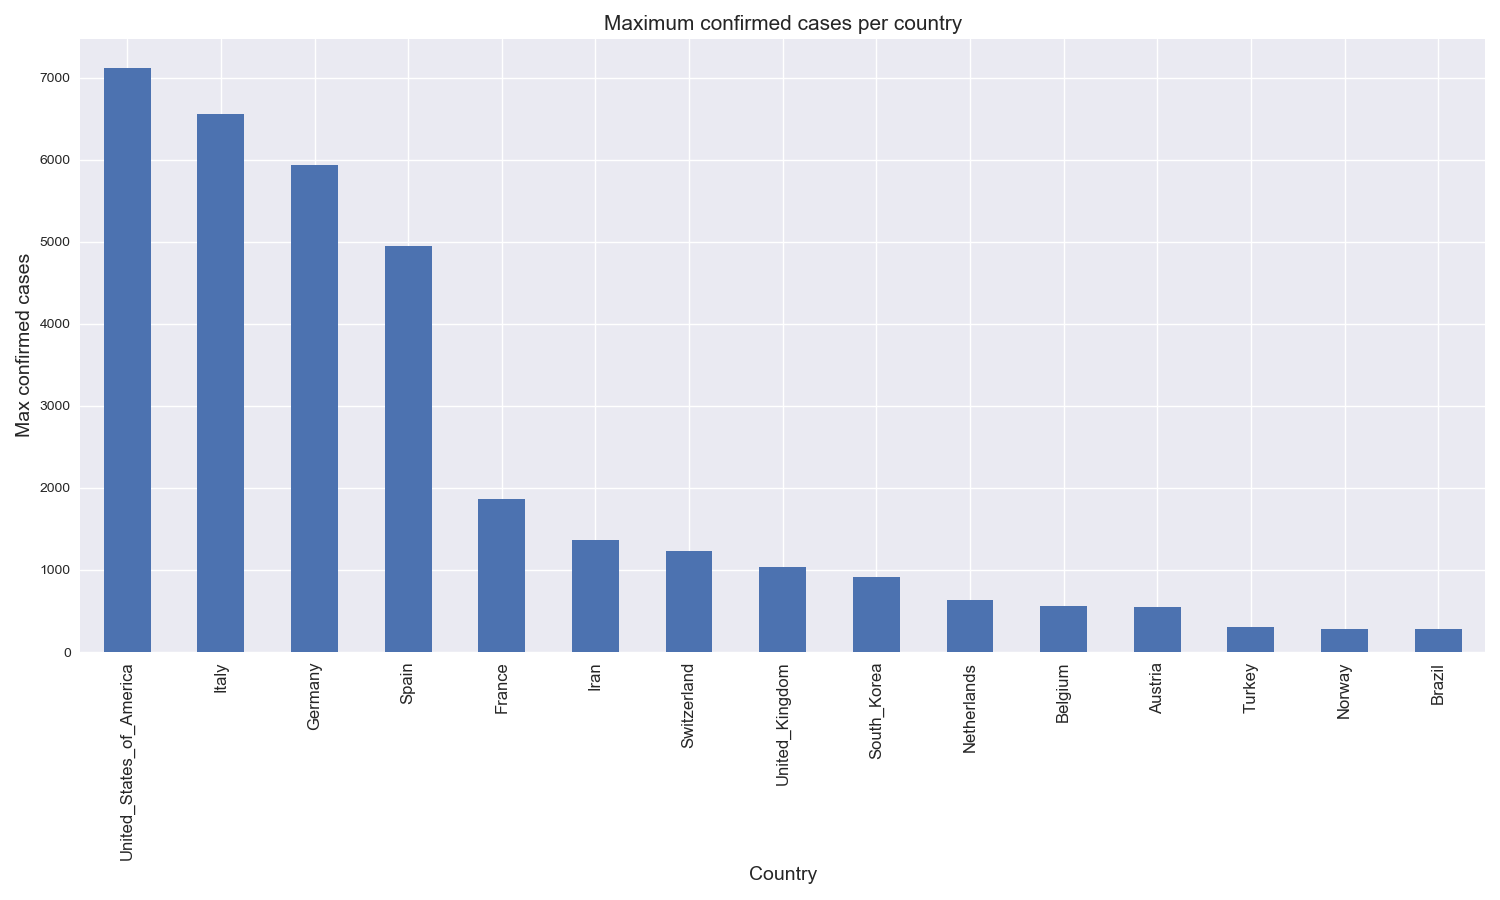 Maximum confirmed cases per country
Max confirmed cases
7000
6000
5000
4000
3000
2000
1000
0
United_States_of_America
Italy
Germany
Spain
France
Iran
Switzerland
United_Kingdom
South_Korea
Netherlands
Belgium
Austria
Turkey
Norway
Brazil
Country